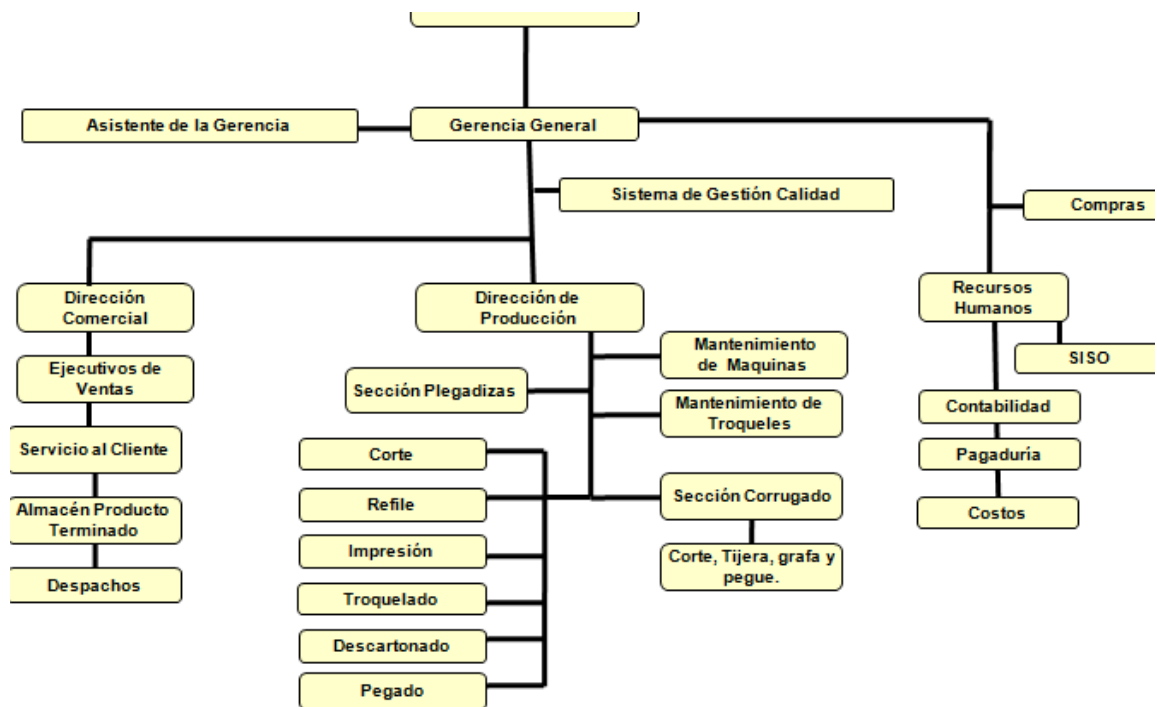 Asistente de la Gerencia
Gerencia General
Sistema de Gestión Calidad
Compras
Dirección
Comercial
Dirección de
Producción
Recursos
Humanos
Ejecutivos de
Ventas
Mantenimiento
de Maquinas
SISO
Sección Plegadizas
Mantenimiento de
Troqueles
Contabilidad
Servicio al Cliente
Corte
Pagaduría
Almacén Producto
Terminado
Refile
Sección Corrugado
Costos
Impresión
Corte, Tijera, grafa y
pegue.
Despachos
Troquelado
Descartonado
Pegado